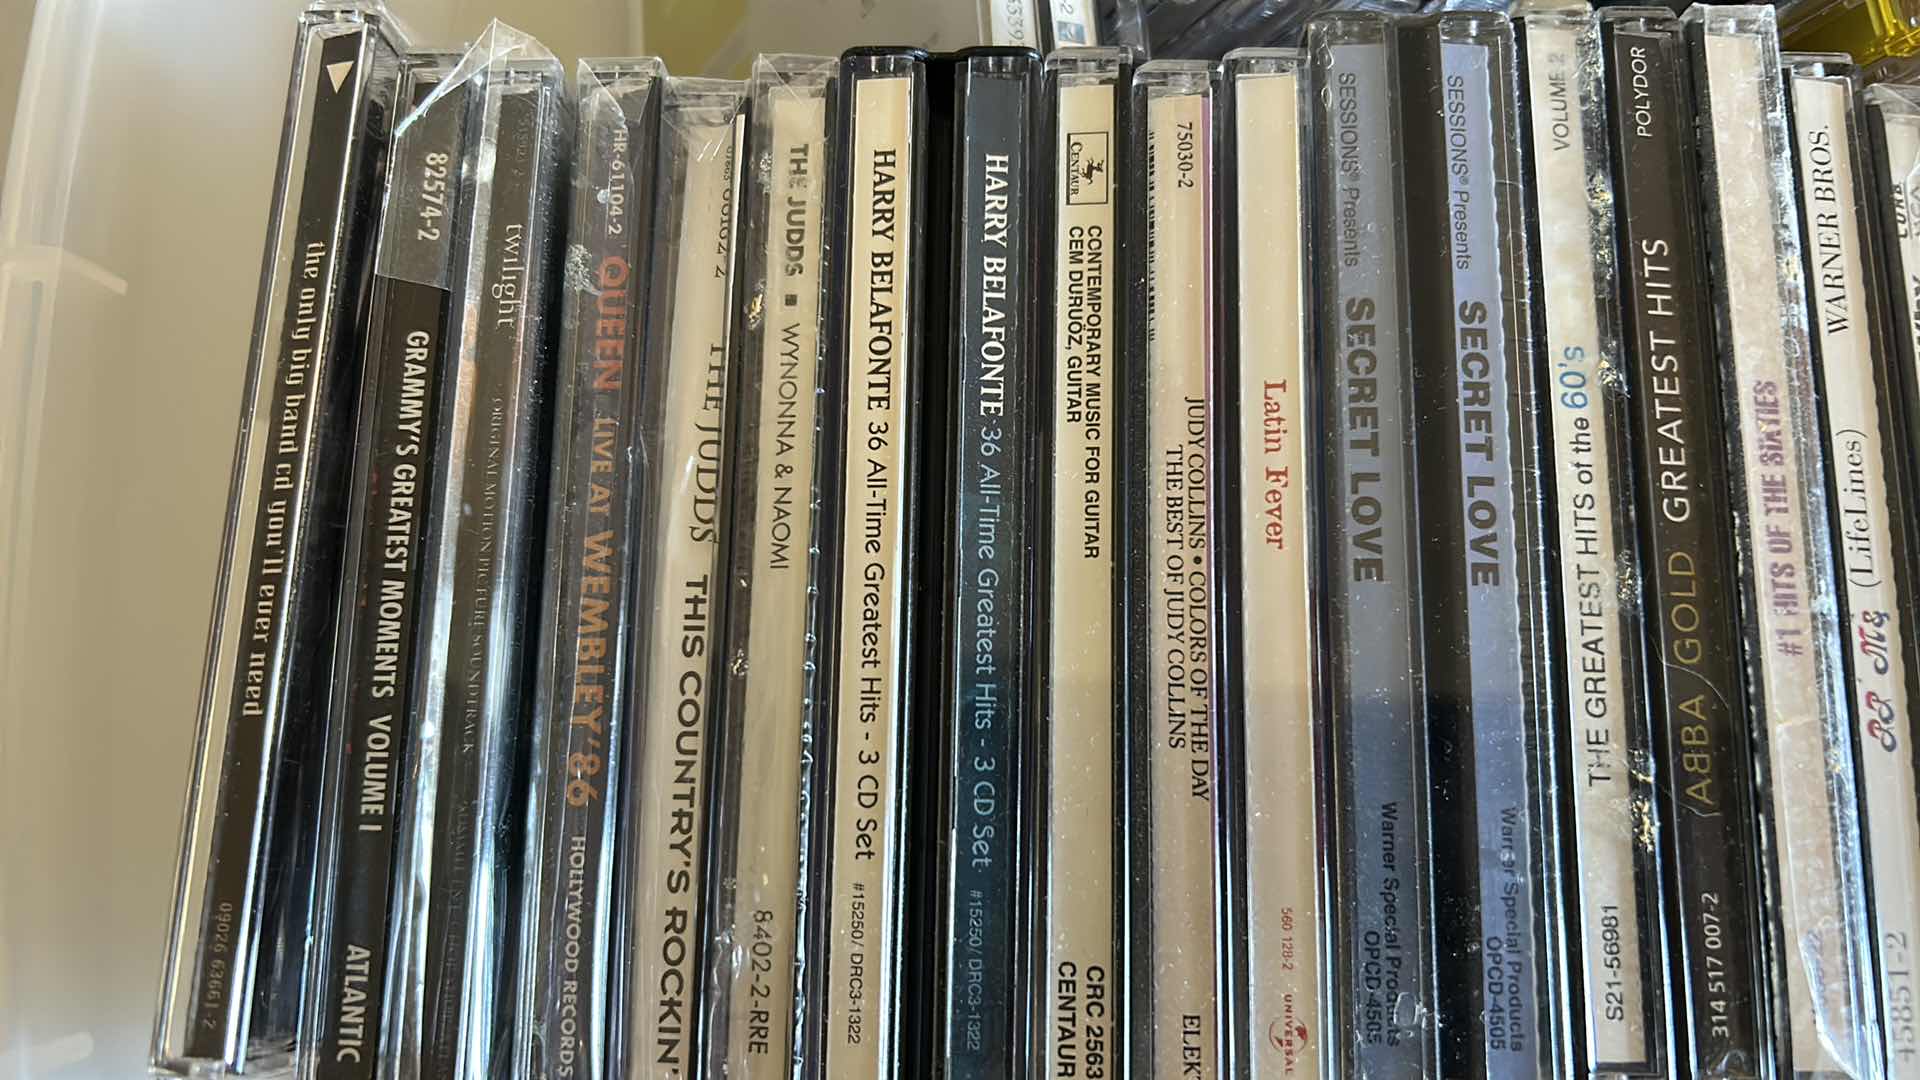 the only big band cd you'll ever need
09026 63661-2
82574-2
GRAMMY'S GREATEST MOMENTS VOLUME I
ATLANTIC
twilight
ORIGINAL MOTION PICTURE SOUNDTRACK
HR-61104-2
QUEEN LIVE AT WEMBLEY '86
HOLLYWOOD RECORDS
THE JUDDS
THIS COUNTRY'S ROCKIN'
THE JUDDS ■ WYNONNA & NAOMI
8402-2-RRE
HARRY BELAFONTE 36 All-Time Greatest Hits - 3 CD Set
#15250/ DRC3-1322
HARRY BELAFONTE 36 All-Time Greatest Hits - 3 CD Set
#15250/ DRC3-1322
CENTAUR
CONTEMPORARY MUSIC FOR GUITAR
CEM DURUÖZ, GUITAR
CRC 2563
CENTAUR
75030-2
JUDY COLLINS • COLORS OF THE DAY
THE BEST OF JUDY COLLINS
Latin Fever
560 128-2
UNIVERSAL
SESSIONS® Presents
SECRET LOVE
Warner Special Products
OPCD-4505
SESSIONS® Presents
SECRET LOVE
Warner Special Products
OPCD-4505
VOLUME 2
THE GREATEST HITS of the 60's
S21-56981
POLYDOR
ABBA GOLD GREATEST HITS
314 517 007-2
#1 HITS OF THE SIXTIES
WARNER BROS.
(LifeLines)